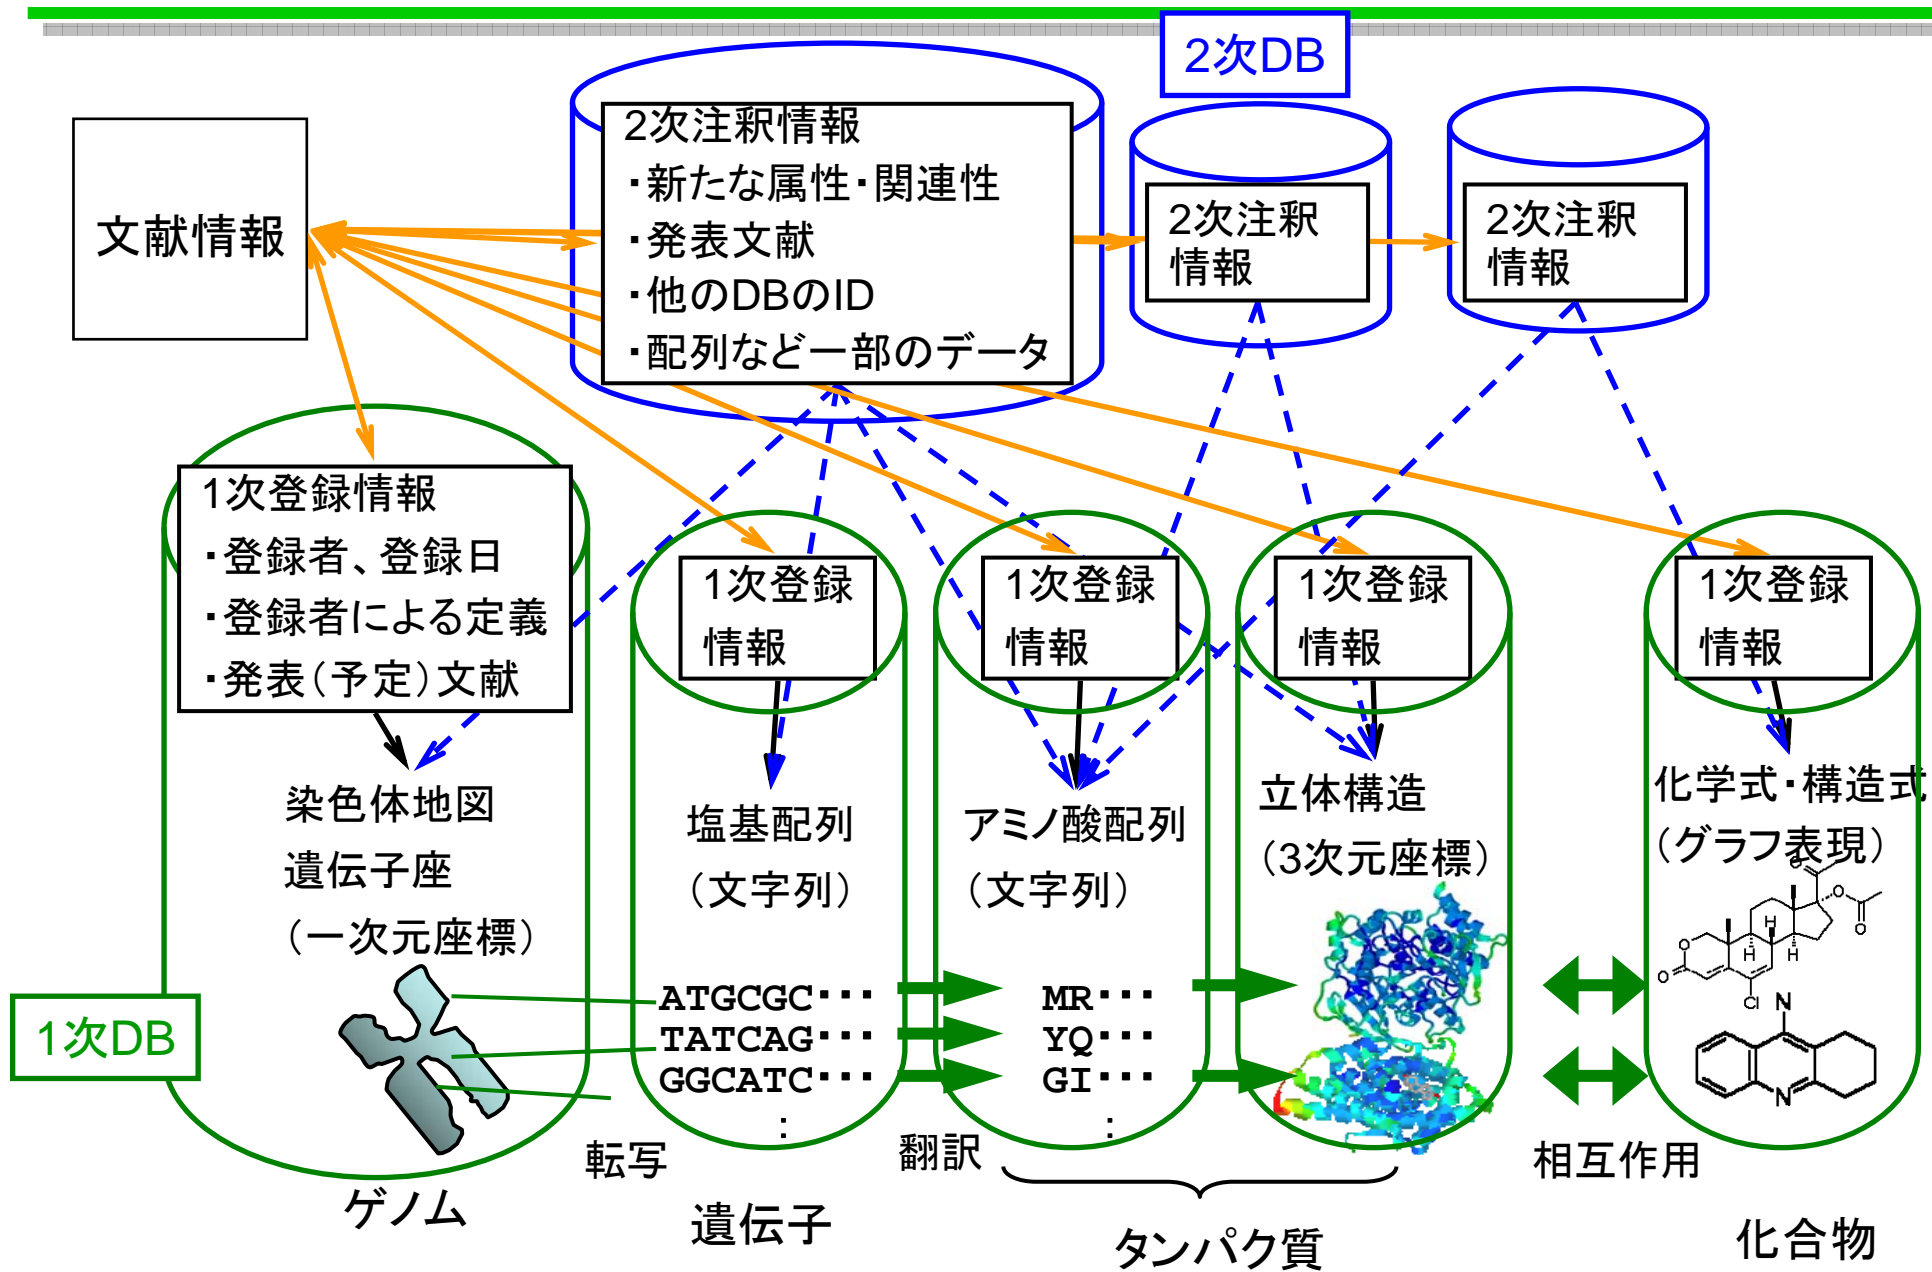 2次DB
文献情報
2次注釈情報
・新たな属性・関連性
・発表文献
・他のDBのID
・配列など一部のデータ
2次注釈
情報
2次注釈
情報
1次登録情報
・登録者、登録日
・登録者による定義
・発表(予定)文献
1次登録
情報
1次登録
情報
1次登録
情報
1次登録
情報
染色体地図
遺伝子座
(一次元座標)
塩基配列
(文字列)
アミノ酸配列
(文字列)
立体構造
(3次元座標)
化学式・構造式
(グラフ表現)
O
O
O
O
O
H
H
H
H
Cl
N
N
1次DB
ATGCGC・・・
TATCAG・・・
GGCATC・・・
:
MR・・・
YQ・・・
GI・・・
:
転写
翻訳
相互作用
ゲノム
遺伝子
タンパク質
化合物